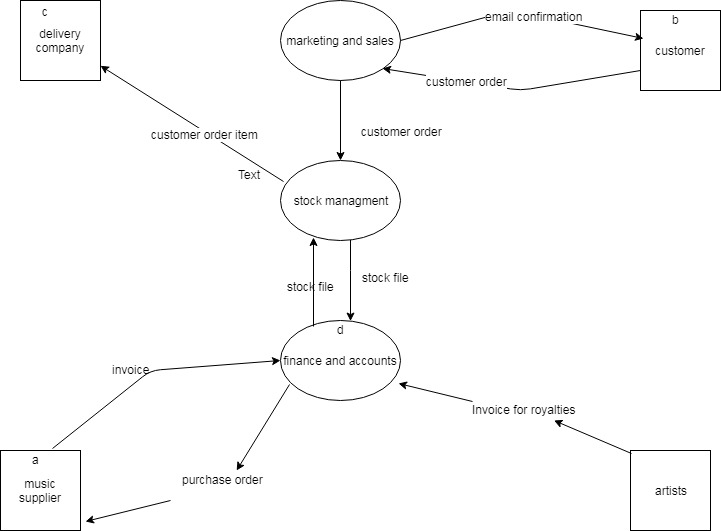 c
delivery
company
marketing and sales
email confirmation
b
customer
customer order
customer order item
customer order
Text
stock managment
stock file
stock file
d
finance and accounts
invoice
Invoice for royalties
a
music
supplier
purchase order
artists